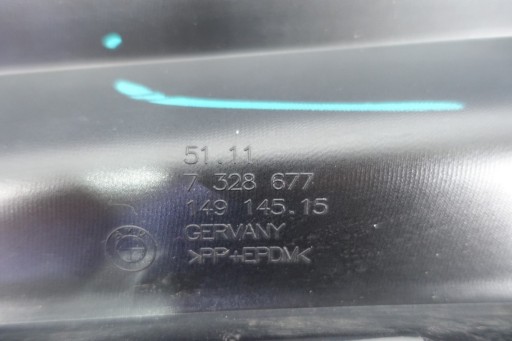 51.11
7 328 677
149 145.15
GERMANY
>PP+EPDM<